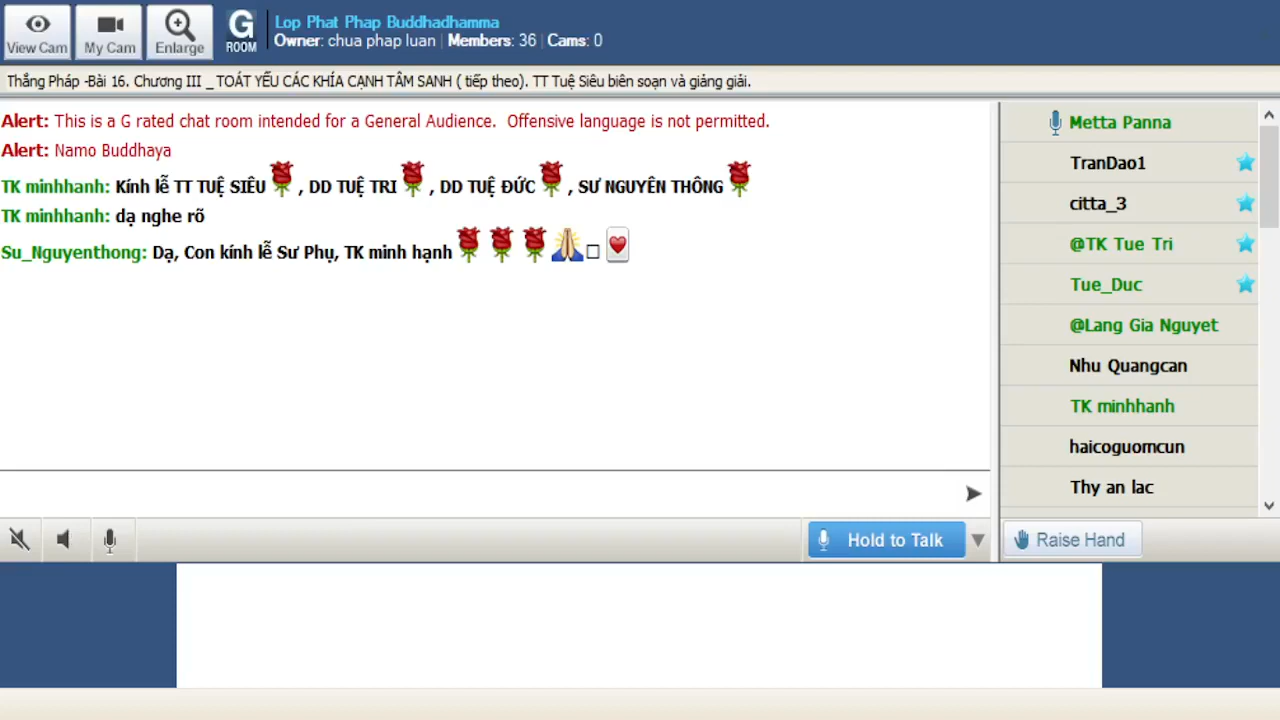 View Cam
My Cam
Enlarge
G
ROOM
Lop Phat Phap Buddhadhamma
Owner: chua phap luan | Members: 36 | Cams: 0
Thắng Pháp -Bài 16. Chương III _ TOÁT YẾU CÁC KHÍA CẠNH TÂM SANH ( tiếp theo). TT Tuệ Siêu biên soạn và giảng giải.
Alert: This is a G rated chat room intended for a General Audience.  Offensive language is not permitted.
Alert: Namo Buddhaya
TK minhhanh: Kính lễ TT TUỆ SIÊU , DD TUỆ TRI , DD TUỆ ĐỨC , SƯ NGUYÊN THÔNG
TK minhhanh: dạ nghe rõ
Su_Nguyenthong: Dạ, Con kính lễ Sư Phụ, TK minh hạnh
Metta Panna
TranDao1
citta_3
@TK Tue Tri
Tue_Duc
@Lang Gia Nguyet
Nhu Quangcan
TK minhhanh
haicoguomcun
Thy an lac
Hold to Talk
Raise Hand